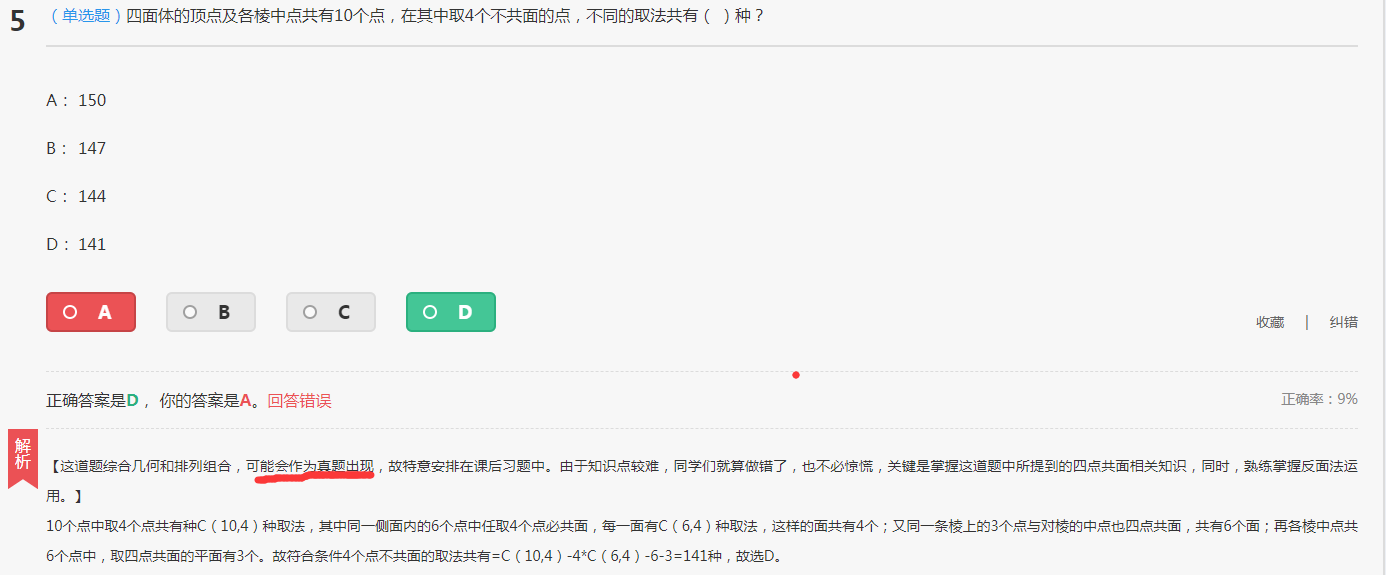 5
（单选题）四面体的顶点及各棱中点共有10个点，在其中取4个不共面的点，不同的取法共有（ ）种？
A： 150
B： 147
C： 144
D： 141
A B C D
收藏 | 纠错
正确答案是D， 你的答案是A。回答错误
正确率：9%
解析
【这道题综合几何和排列组合，可能会作为真题出现，故特意安排在课后习题中。由于知识点较难，同学们就算做错了，也不必惊慌，关键是掌握这道题中所提到的四点共面相关知识，同时，熟练掌握反面法运
用。】
10个点中取4个点共有种C（10,4）种取法，其中同一侧面内的6个点中任取4个点必共面，每一面有C（6,4）种取法，这样的面共有4个；又同一条棱上的3个点与对棱的中点也四点共面，共有6个面；再各棱中点共
6个点中，取四点共面的平面有3个。故符合条件4个点不共面的取法共有=C（10,4）-4*C（6,4）-6-3=141种，故选D。